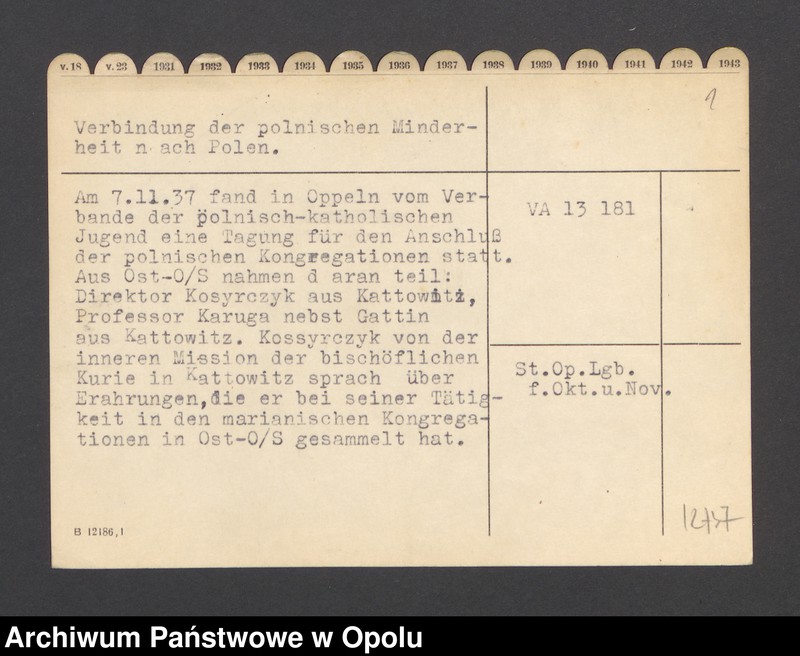 v.18 v.23 1931 1932 1933 1934 1935 1936 1937 1938 1939 1940 1941 1942 1943
Verbindung der polnischen Minder-
heit n ach Polen.
Am 7.11.37 fand in Oppeln vom Ver-
bande der polnisch-katholischen
Jugend eine Tagung für den Anschluß
der polnischen Kongregationen statt.
Aus Ost-O/S nahmen d aran teil:
Direktor Kosyrczyk aus Kattowitz,
Professor Karuga nebst Gattin
aus Kattowitz. Kossyrczyk von der
inneren Mission der bischöflichen
Kurie in Kattowitz sprach über
Erahrungen,die er bei seiner Tätig-
keit in den marianischen Kongrega-
tionen in Ost-O/S gesammelt hat.
VA 13 181
St.Op.Lgb.
f.Okt.u.Nov.
B 12186,1
12737
Archiwum Państwowe w Opolu